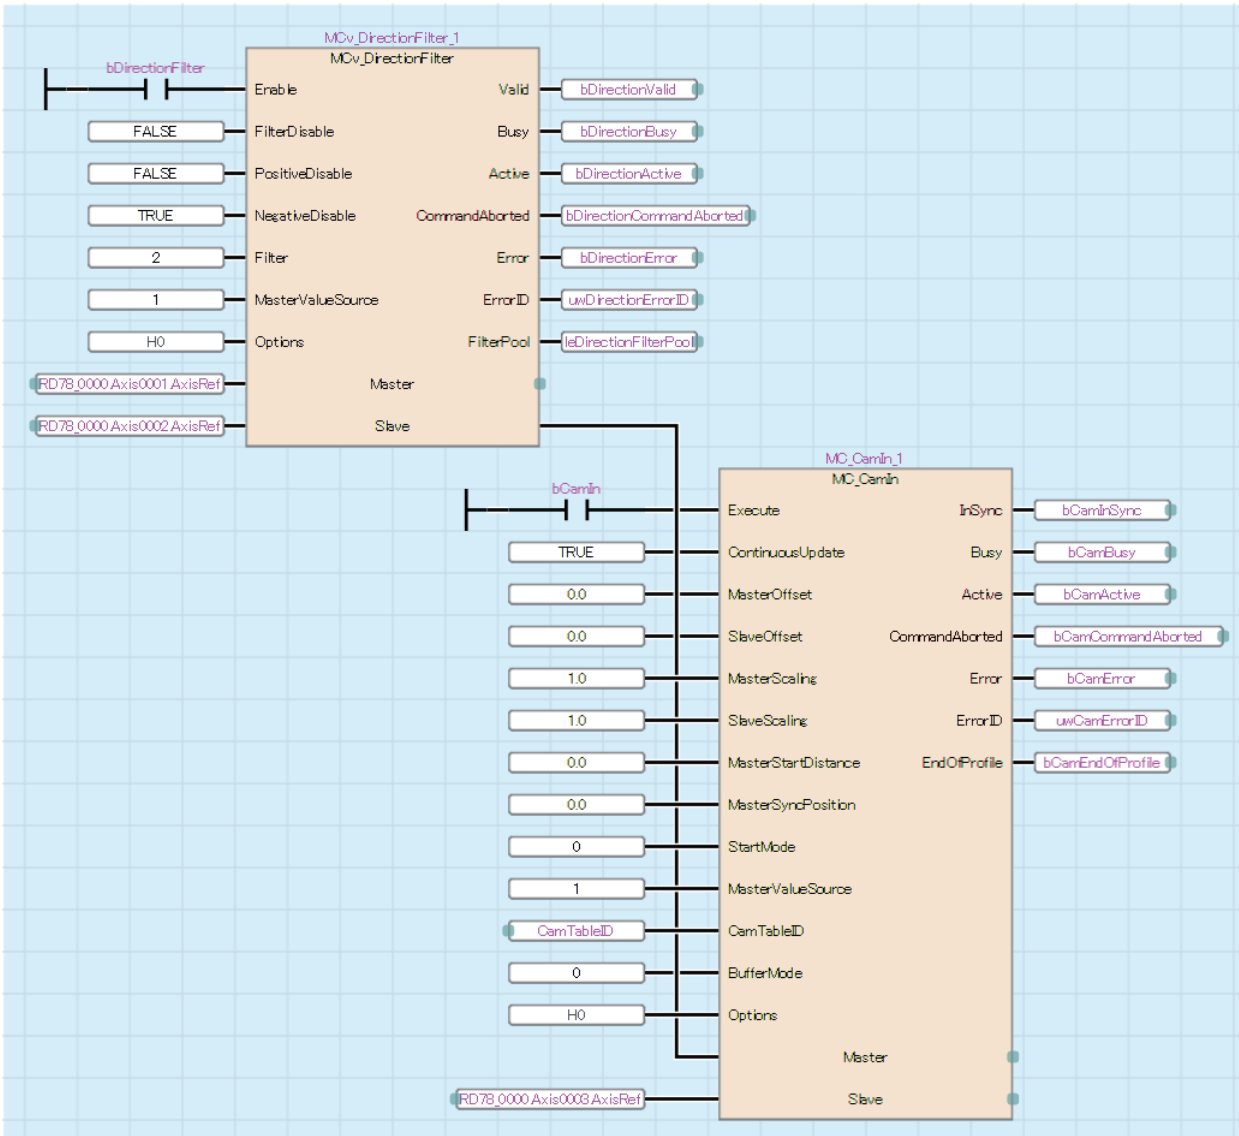 MCv_DirectionFilter_1
MCv_DirectionFilter
bDirectionFilter
Enable
Valid
bDirectionValid
FALSE
FilterDisable
Busy
bDirectionBusy
FALSE
PositiveDisable
Active
bDirectionActive
TRUE
NegativeDisable
CommandAborted
bDirectionCommandAborted
2
Filter
Error
bDirectionError
1
MasterValueSource
ErrorID
uwDirectionErrorID
H0
Options
FilterPool
leDirectionFilterPool
RD78_0000.Axis0001.AxisRef
Master
RD78_0000.Axis0002.AxisRef
Slave
MC_CamIn_1
MC_CamIn
bCamIn
Execute
InSync
bCamInSync
TRUE
ContinuousUpdate
Busy
bCamBusy
0.0
MasterOffset
Active
bCamActive
0.0
SlaveOffset
CommandAborted
bCamCommandAborted
1.0
MasterScaling
Error
bCamError
1.0
SlaveScaling
ErrorID
uwCamErrorID
0.0
MasterStartDistance
EndOfProfile
bCamEndOfProfile
0.0
MasterSyncPosition
0
StartMode
1
MasterValueSource
CamTableID
CamTableID
0
BufferMode
H0
Options
Master
RD78_0000.Axis0003.AxisRef
Slave